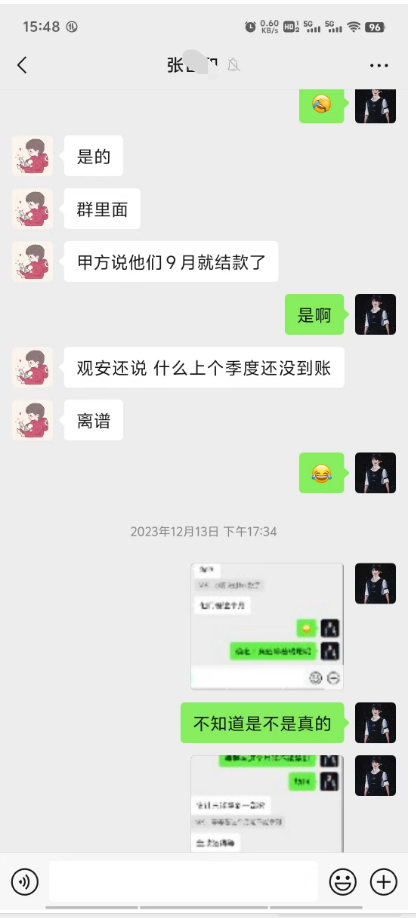 15:48
0.60
KB/s
HD
5G
5G
96
张
是的
群里面
甲方说他们9月就结款了
是啊
观安还说 什么上个季度还没到账
离谱
2023年12月13日 下午17:34
不知道是不是真的